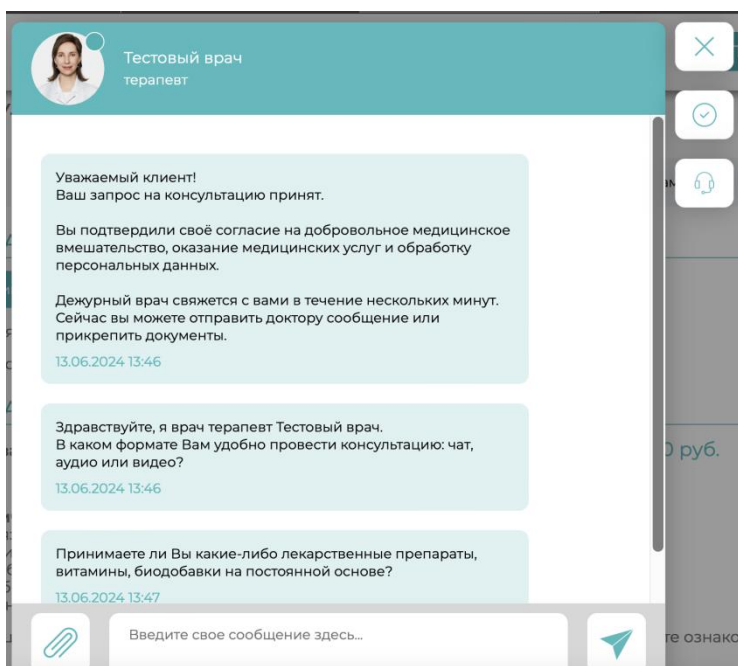 Тестовый врач
терапевт
Уважаемый клиент!
Ваш запрос на консультацию принят.
Вы подтвердили своё согласие на добровольное медицинское
вмешательство, оказание медицинских услуг и обработку
персональных данных.
Дежурный врач свяжется с вами в течение нескольких минут.
Сейчас вы можете отправить доктору сообщение или
прикрепить документы.
13.06.2024 13:46
Здравствуйте, я врач терапевт Тестовый врач.
В каком формате Вам удобно провести консультацию: чат,
аудио или видео?
13.06.2024 13:46
руб.
Принимаете ли Вы какие-либо лекарственные препараты,
витамины, биодобавки на постоянной основе?
13.06.2024 13:47
Введите свое сообщение здесь...